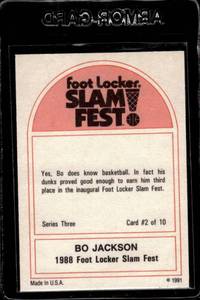 ARMOR-CARD
foot Locker.
SLAM
FEST!
Yes, Bo does know basketball. In fact his
dunks proved good enough to earn him third
place in the inaugural Foot Locker Slam Fest.
Series Three Card #2 of 10
BO JACKSON
1988 Foot Locker Slam Fest
Made In U.S.A. © 1991